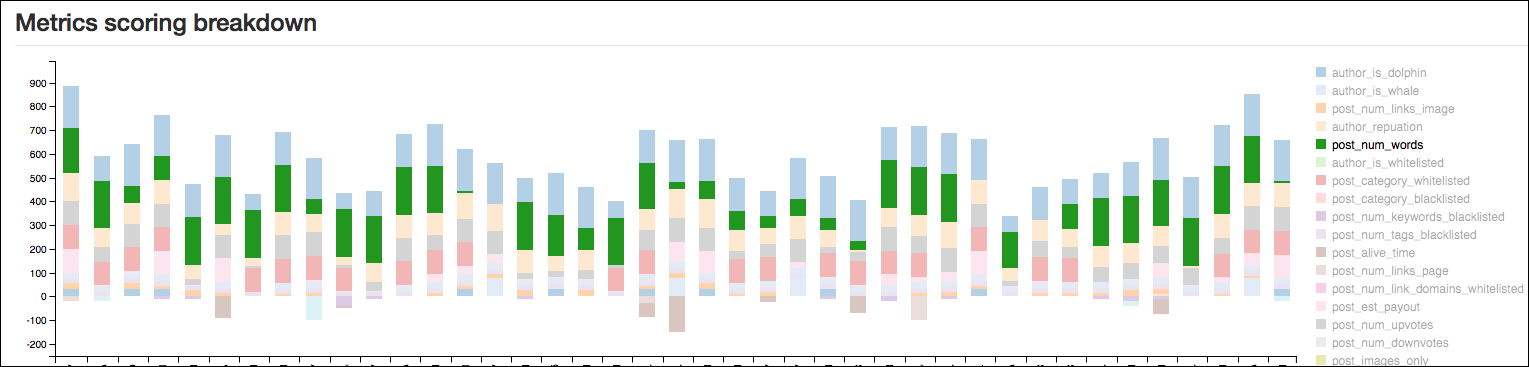 Metrics scoring breakdown
900
800
700
600
500
400
300
200
100
0
-100
-200
author_is_dolphin
author_is_whale
post_num_links_image
author_repuation
post_num_words
author_is_whitelisted
post_category_whitelisted
post_category_blacklisted
post_num_keywords_blacklisted
post_num_tags_blacklisted
post_alive_time
post_num_links_page
post_num_link_domains_whitelisted
post_est_payout
post_num_upvotes
post_num_downvotes
post_images_only